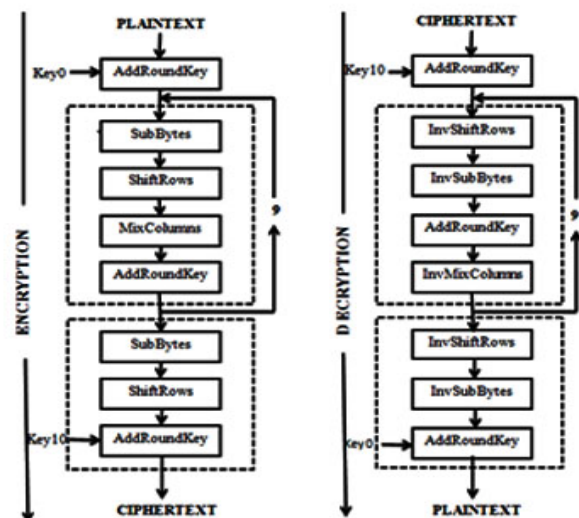 PLAINTEXT
Key0
AddRoundKey
SubBytes
ShiftRows
MixColumns
AddRoundKey
9
SubBytes
ShiftRows
Key10
AddRoundKey
CIPHERTEXT
ENCRYPTION
CIPHERTEXT
Key10
AddRoundKey
InvShiftRows
InvSubBytes
AddRoundKey
InvMixColumns
9
InvShiftRows
InvSubBytes
Key0
AddRoundKey
PLAINTEXT
DECRYPTION